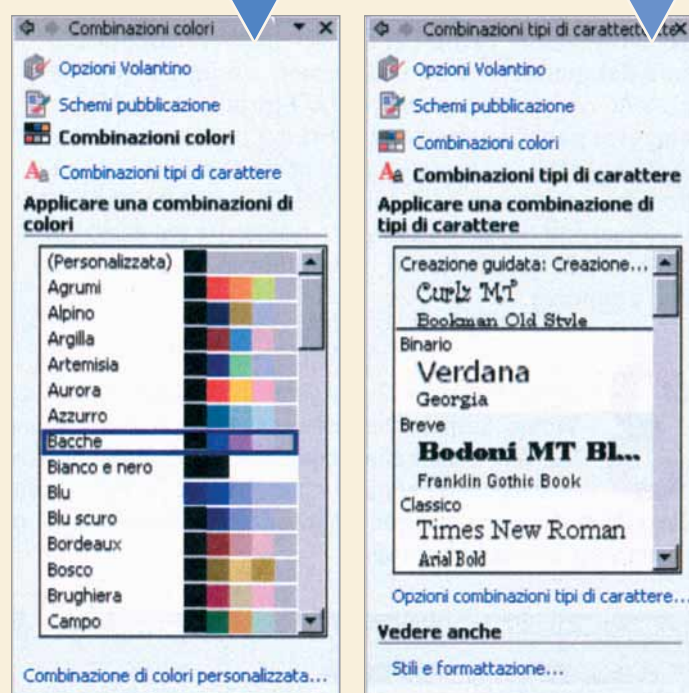 Combinazioni colori
Opzioni Volantino
Schemi pubblicazione
Combinazioni colori
Combinazioni tipi di carattere
Applicare una combinazioni di
colori
(Personalizzata)
Agrumi
Alpino
Argilla
Artemisia
Aurora
Azzurro
Bacche
Bianco e nero
Blu
Blu scuro
Bordeaux
Bosco
Brughiera
Campo
Combinazione di colori personalizzata...
Combinazioni tipi di
Opzioni Volantino
Schemi pubblicazione
Combinazioni colori
Combinazioni tipi di carattere
Applicare una combinazione di
tipi di carattere
Creazione guidata: Creazione...
Curlz MT
Bookman Old Style
Binario
Verdana
Georgia
Breve
Bodoni MT Bl...
Franklin Gothic Book
Classico
Times New Roman
Arial Bold
Opzioni combinazioni tipi di carattere...
Vedere anche
Stili e formattazione...